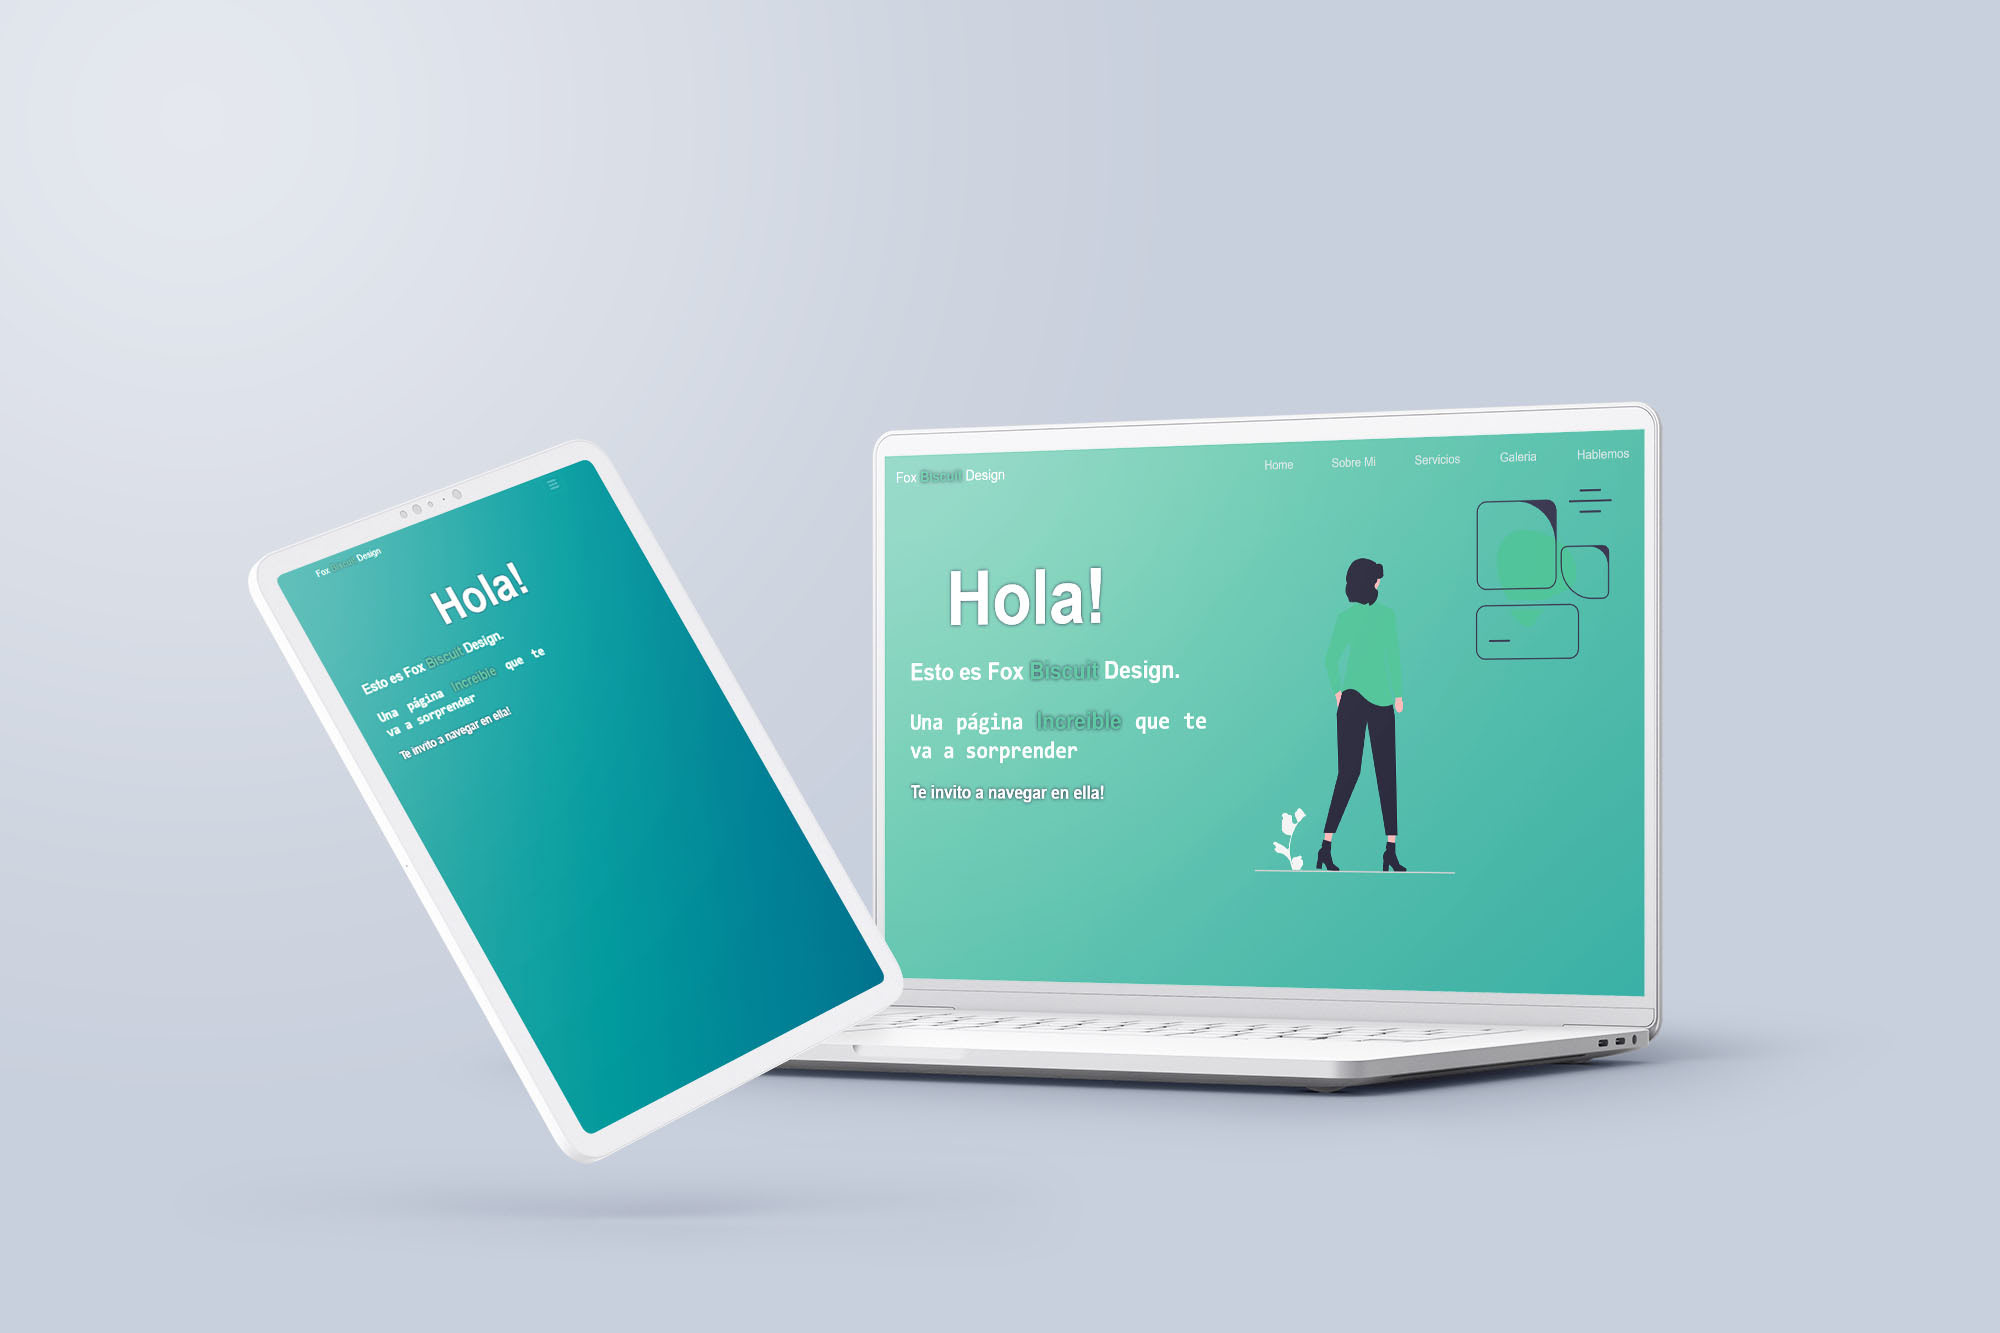 Fox Biscuit Design
Hola!
Esto es Fox Biscuit Design.
Una página Increible que te
va a sorprender
Te invito a navegar en ella!
Fox Biscuit Design
Home Sobre Mi Servicios Galeria Hablemos
Hola!
Esto es Fox Biscuit Design.
Una página Increible que te
va a sorprender
Te invito a navegar en ella!